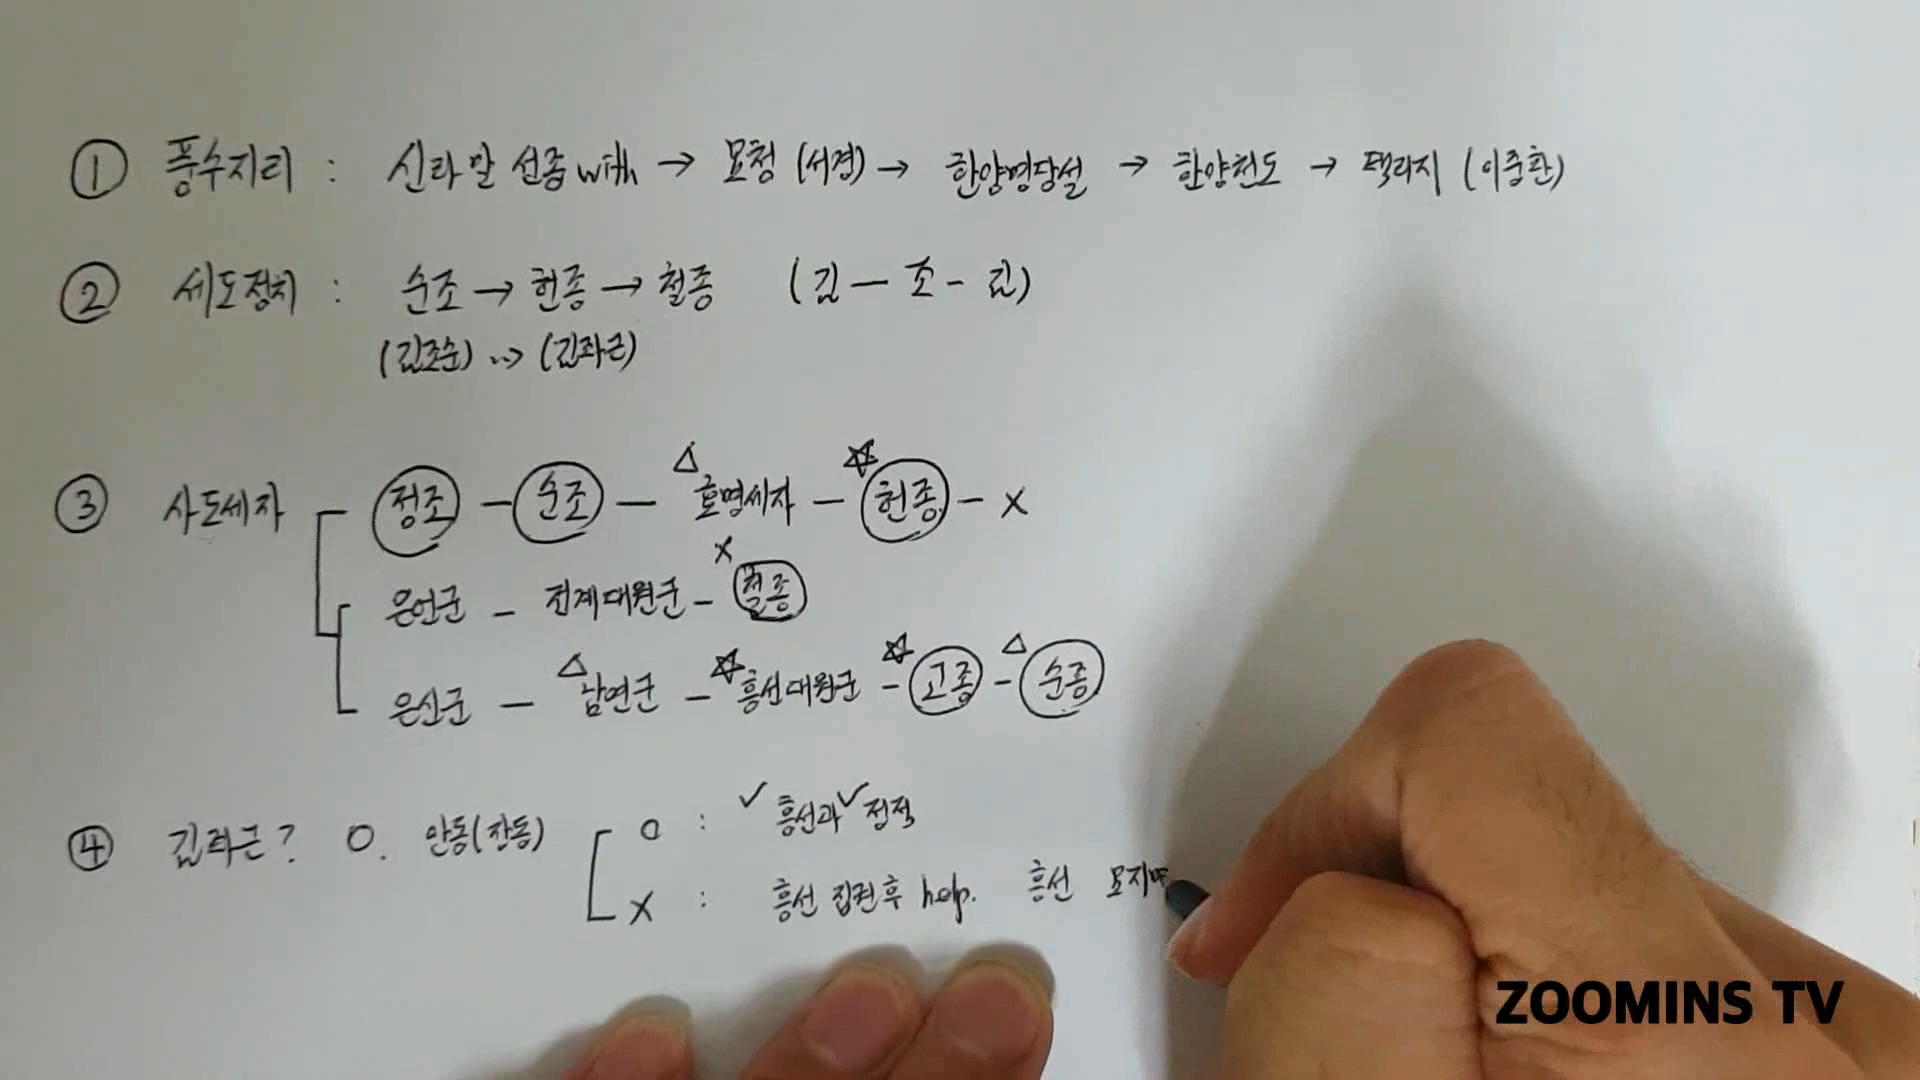 ① 풍수지리 : 신라말 선종 with → 묘청 (서경) → 한양명당설 → 한양천도 → 택리지 (이중환)
② 세도정치 : 순조 → 헌종 → 철종 (김 - 조 - 김)
(김조순) ··→ (김좌근)
③ 사도세자 정조 - 순조 - △ 효명세자 - ☆ 헌종 - X
은언군 - 전계대원군 - X 철종
은신군 - △ 남연군 - ☆ 흥선대원군 - ☆ 고종 - △ 순종
④ 김좌근? O. 안동(장동) O : ✓ 흥선과 ✓ 정적
X : 흥선 집권후 help. 흥선
ZOOMINS TV